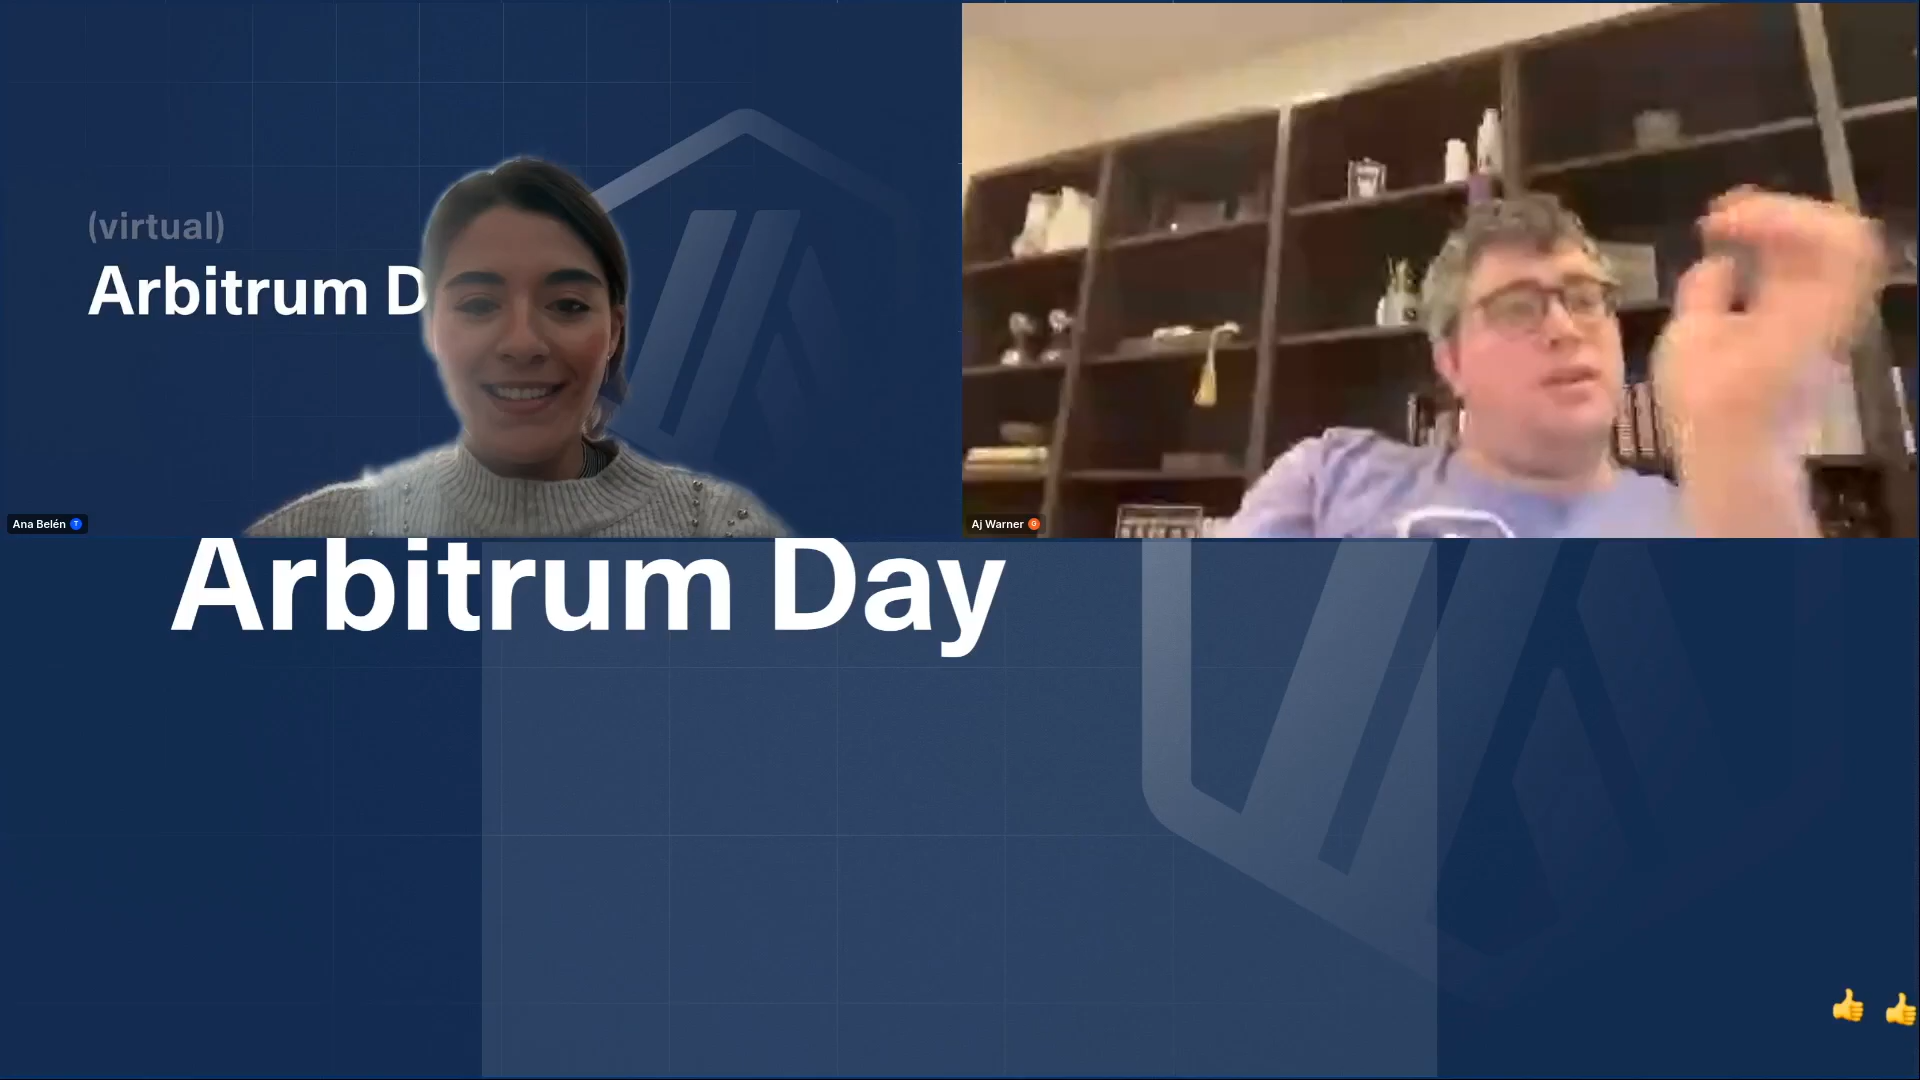 (virtual)
Arbitrum D
Ana Belén
T
Aj Warner
G
Arbitrum Day